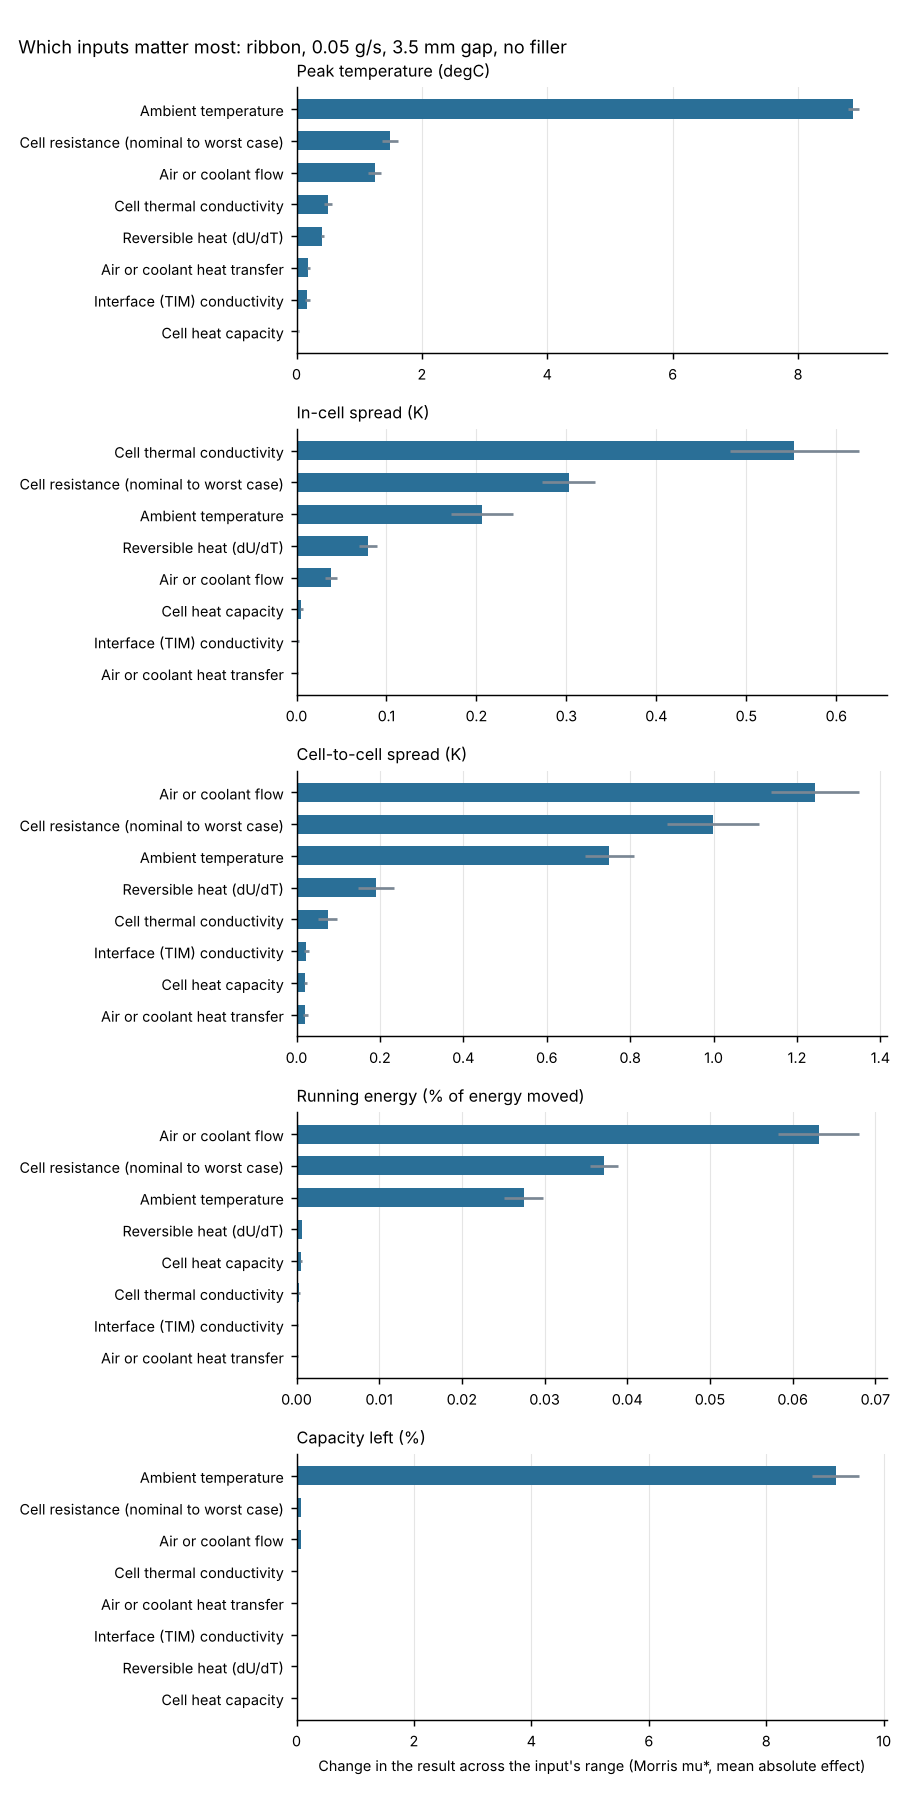 Which inputs matter most: ribbon, 0.05 g/s, 3.5 mm gap, no filler
Peak temperature (degC)
Ambient temperature
Cell resistance (nominal to worst case)
Air or coolant flow
Cell thermal conductivity
Reversible heat (dU/dT)
Air or coolant heat transfer
Interface (TIM) conductivity
Cell heat capacity
0 2 4 6 8
In-cell spread (K)
Cell thermal conductivity
Cell resistance (nominal to worst case)
Ambient temperature
Reversible heat (dU/dT)
Air or coolant flow
Cell heat capacity
Interface (TIM) conductivity
Air or coolant heat transfer
0.0 0.1 0.2 0.3 0.4 0.5 0.6
Cell-to-cell spread (K)
Air or coolant flow
Cell resistance (nominal to worst case)
Ambient temperature
Reversible heat (dU/dT)
Cell thermal conductivity
Interface (TIM) conductivity
Cell heat capacity
Air or coolant heat transfer
0.0 0.2 0.4 0.6 0.8 1.0 1.2 1.4
Running energy (% of energy moved)
Air or coolant flow
Cell resistance (nominal to worst case)
Ambient temperature
Reversible heat (dU/dT)
Cell heat capacity
Cell thermal conductivity
Interface (TIM) conductivity
Air or coolant heat transfer
0.00 0.01 0.02 0.03 0.04 0.05 0.06 0.07
Capacity left (%)
Ambient temperature
Cell resistance (nominal to worst case)
Air or coolant flow
Cell thermal conductivity
Air or coolant heat transfer
Interface (TIM) conductivity
Reversible heat (dU/dT)
Cell heat capacity
0 2 4 6 8 10
Change in the result across the input's range (Morris mu*, mean absolute effect)